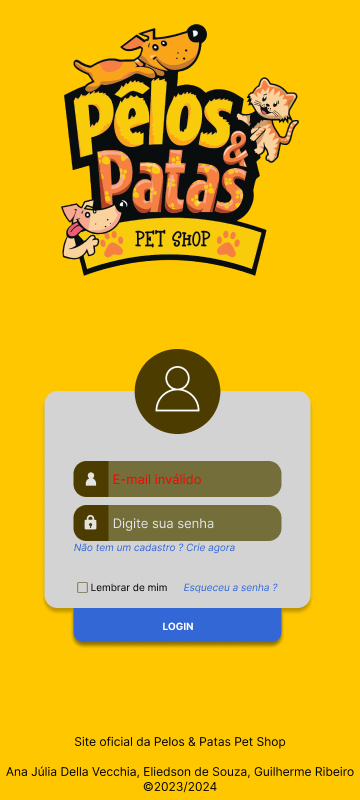 Pêlos
&
Patas
PET SHOP
E-mail inválido
Digite sua senha
Não tem um cadastro ? Crie agora
Lembrar de mim Esqueceu a senha ?
LOGIN
Site oficial da Pelos & Patas Pet Shop
Ana Júlia Della Vecchia, Eliedson de Souza, Guilherme Ribeiro
©2023/2024